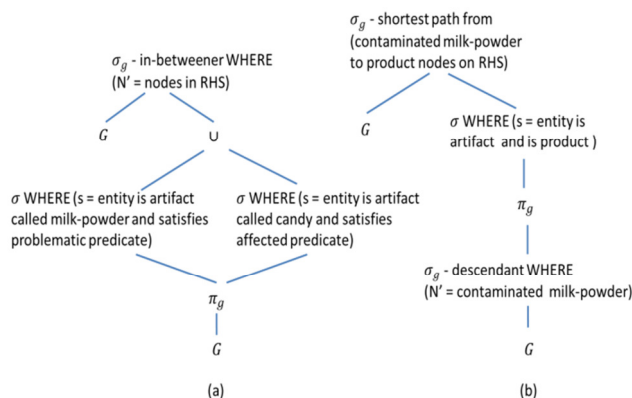 σg - in-betweener WHERE
(N' = nodes in RHS)
G
∪
σ WHERE (s = entity is artifact
called milk-powder and satisfies
problematic predicate)
σ WHERE (s = entity is artifact
called candy and satisfies
affected predicate)
πg
G
(a)
σg - shortest path from
(contaminated milk-powder
to product nodes on RHS)
G
σ WHERE (s = entity is
artifact and is product )
πg
σg - descendant WHERE
(N' = contaminated milk-powder)
G
(b)